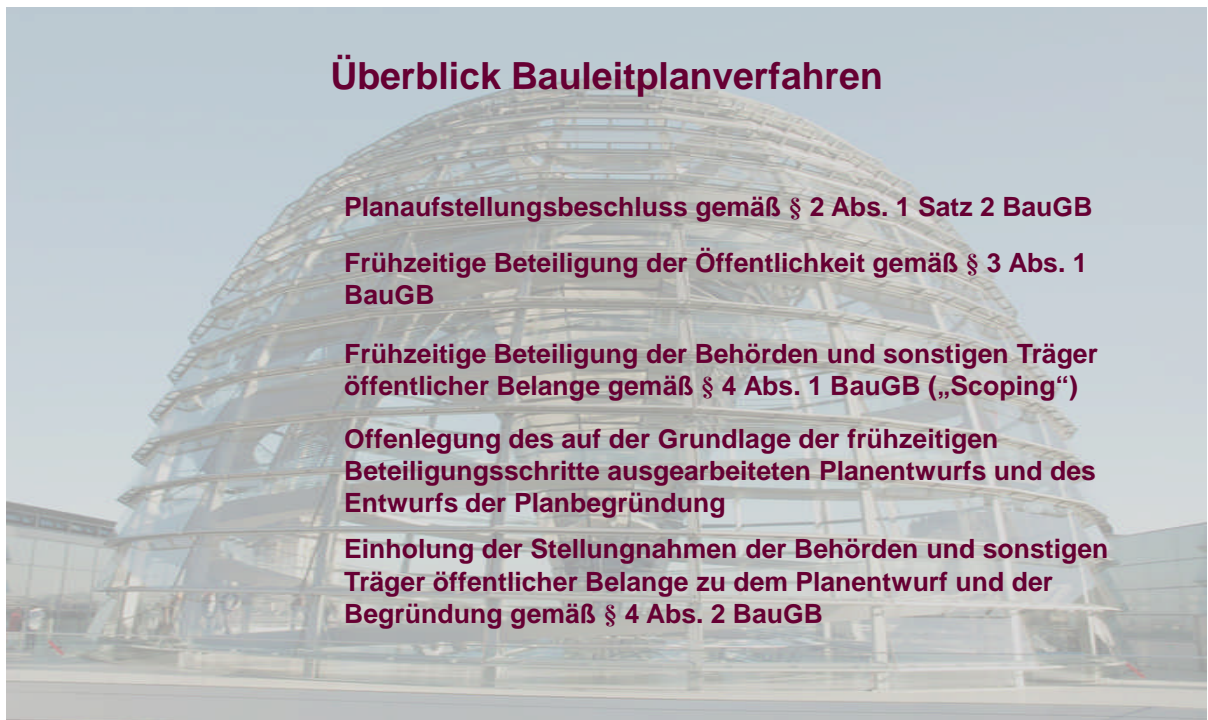 Überblick Bauleitplanverfahren
Planaufstellungsbeschluss gemäß § 2 Abs. 1 Satz 2 BauGB
Frühzeitige Beteiligung der Öffentlichkeit gemäß § 3 Abs. 1
BauGB
Frühzeitige Beteiligung der Behörden und sonstigen Träger
öffentlicher Belange gemäß § 4 Abs. 1 BauGB („Scoping“)
Offenlegung des auf der Grundlage der frühzeitigen
Beteiligungsschritte ausgearbeiteten Planentwurfs und des
Entwurfs der Planbegründung
Einholung der Stellungnahmen der Behörden und sonstigen
Träger öffentlicher Belange zu dem Planentwurf und der
Begründung gemäß § 4 Abs. 2 BauGB